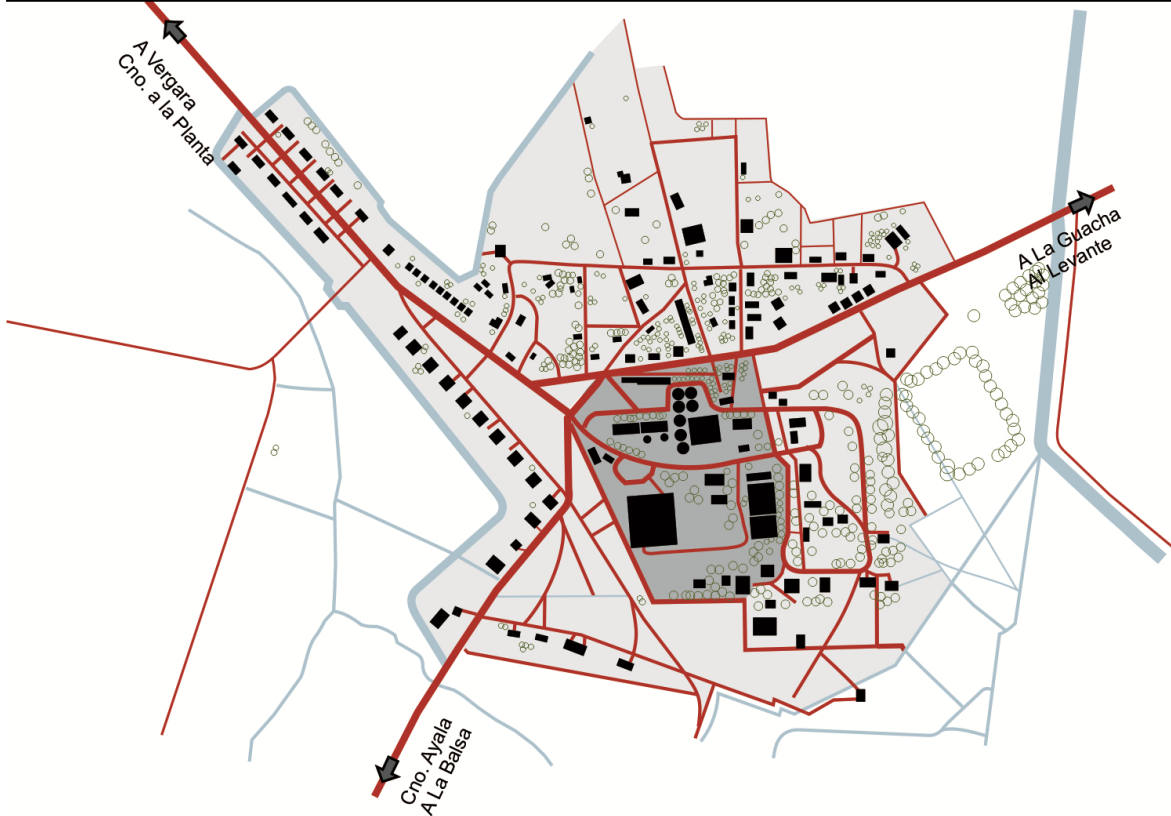 A Vergara
Cno. a la Planta
A La Guacha
Al Levante
Cno. Ayala
A La Balsa